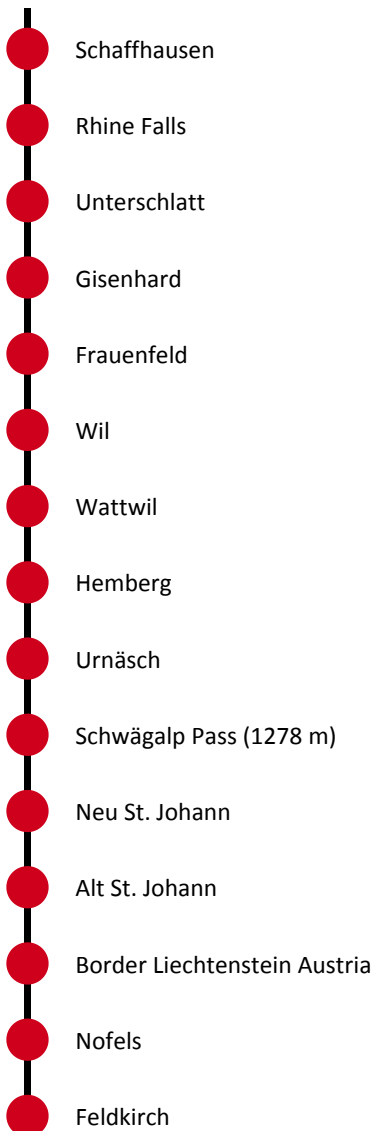 Schaffhausen
Rhine Falls
Unterschlatt
Gisenhard
Frauenfeld
Wil
Wattwil
Hemberg
Urnäsch
Schwägalp Pass (1278 m)
Neu St. Johann
Alt St. Johann
Border Liechtenstein Austria
Nofels
Feldkirch